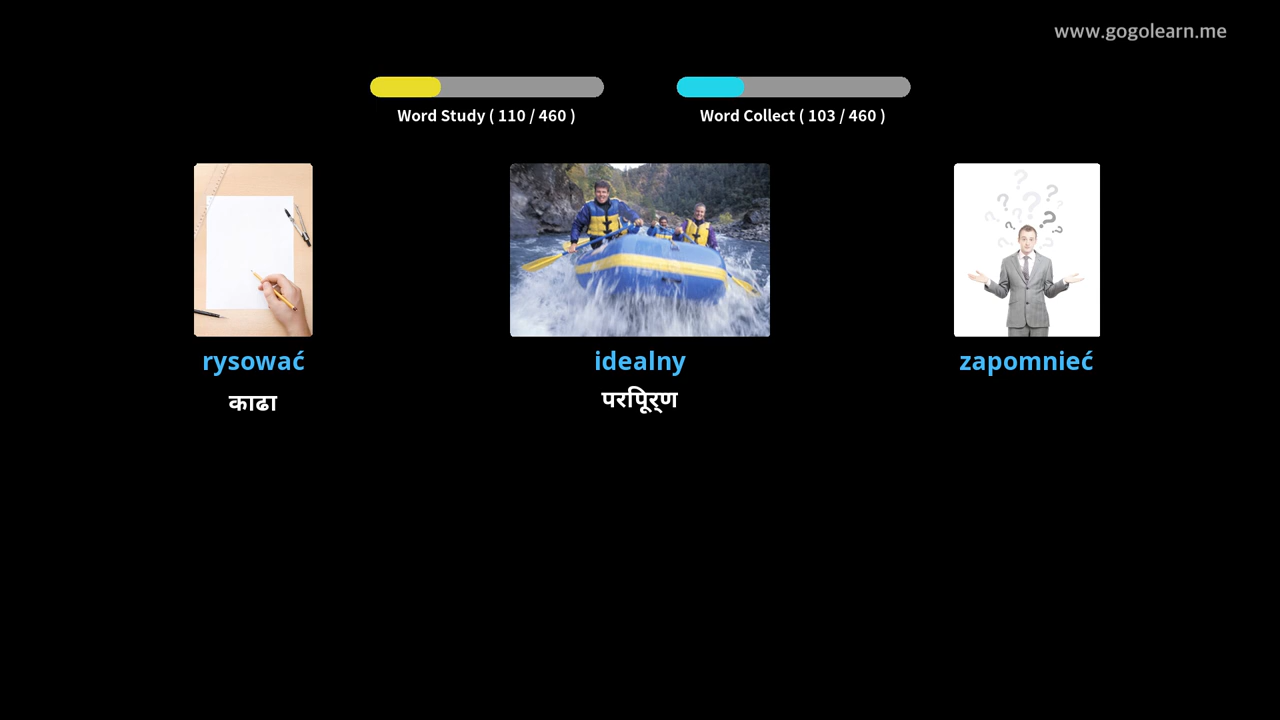 www.gogolearn.me
Word Study ( 110 / 460 )
Word Collect ( 103 / 460 )
rysować
idealny
zapomnieć
काढा
परिपूर्ण